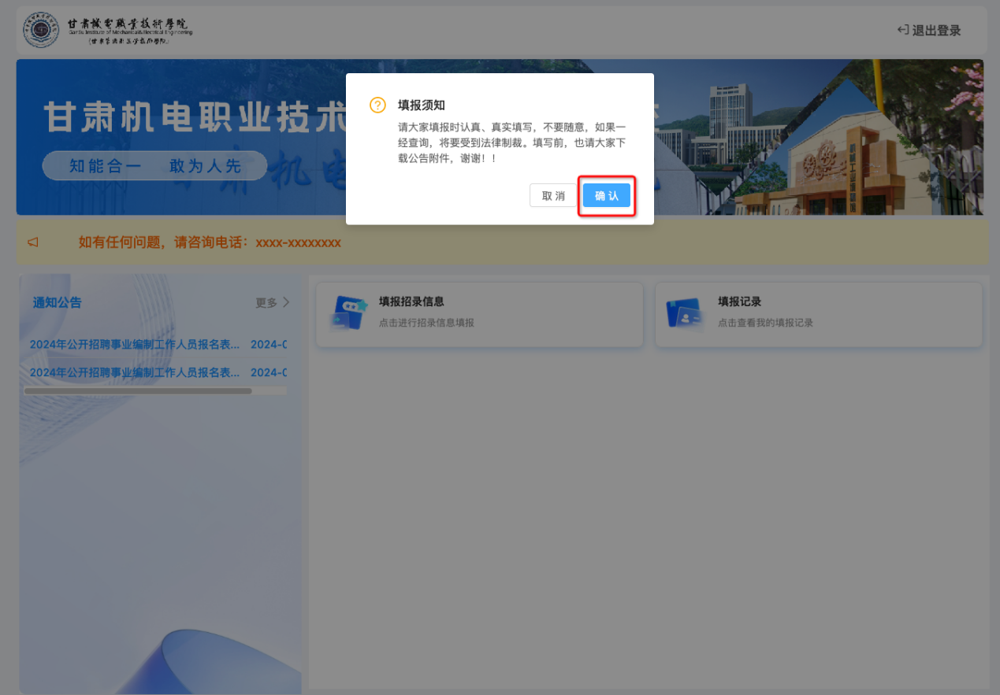 甘肅機電職業技術學院
Gansu Institute of Mechanical&Electrical Engineering
退出登录
甘肃机电职业技术
知能合一 敢为人先
填报须知
请大家填报时认真、真实填写，不要随意，如果一
经查询，将要受到法律制裁。填写前，也请大家下
载公告附件，谢谢！！
取 消
确 认
如有任何问题，请咨询电话：xxxx-xxxxxxxx
通知公告
更多
2024年公开招聘事业编制工作人员报名表... 2024-0
2024年公开招聘事业编制工作人员报名表... 2024-0
填报招录信息
点击进行招录信息填报
填报记录
点击查看我的填报记录